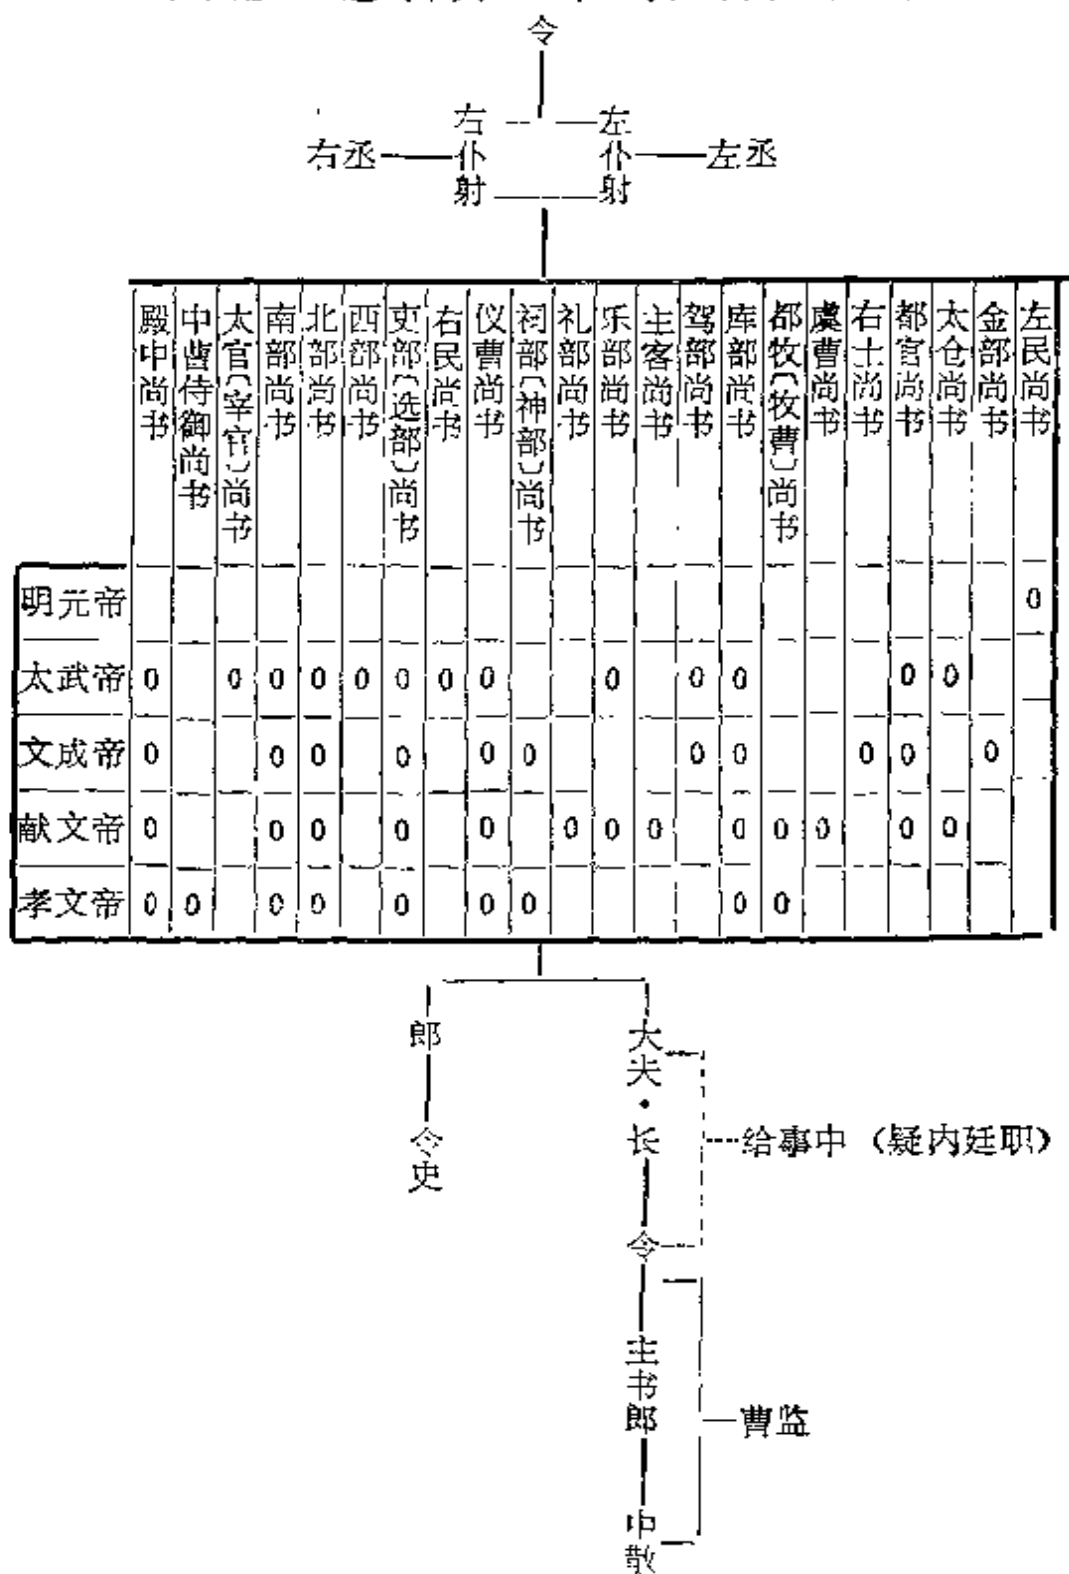 令
右仆射 左仆射
右丞 左丞
殿中尚书
中曹侍御尚书
太官〔宰官〕尚书
南部尚书
北部尚书
西部尚书
吏部〔选部〕尚书
右民尚书
仪曹尚书
祠部〔神部〕尚书
礼部尚书
乐部尚书
主客尚书
驾部尚书
库部尚书
都牧〔牧曹〕尚书
虞曹尚书
右士尚书
都官尚书
太仓尚书
金部尚书
左民尚书
明元帝 0
太武帝 0 0 0 0 0 0 0 0 0 0 0 0 0
文成帝 0 0 0 0 0 0 0 0 0 0 0
献文帝 0 0 0 0 0 0 0 0 0 0 0 0 0
孝文帝 0 0 0 0 0 0 0 0 0
郎
令史
大夫·长
给事中（疑内廷职）
令
主书郎
曹监
中散